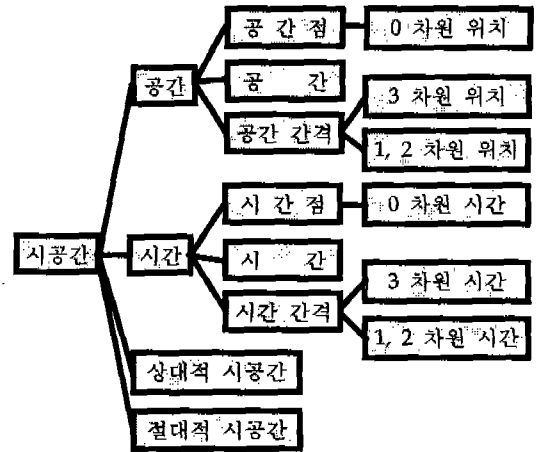 공 간 점
0 차원 위치
공간
공 간
3 차원 위치
공간 간격
1, 2 차원 위치
시 간 점
0 차원 시간
시공간
시간
시 간
3 차원 시간
시간 간격
1, 2 차원 시간
상대적 시공간
절대적 시공간